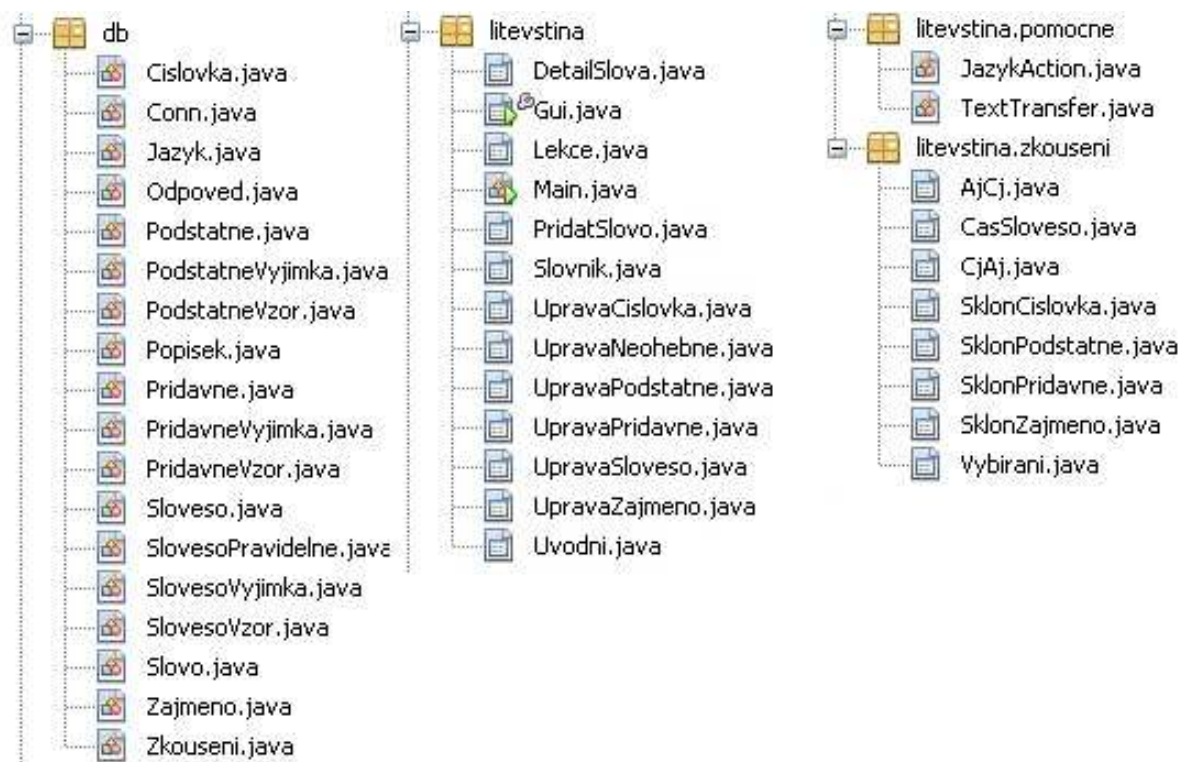 db
Cislovka.java
Conn.java
Jazyk.java
Odpoved.java
Podstatne.java
PodstatneVyjimka.java
PodstatneVzor.java
Popisek.java
Pridavne.java
PridavneVyjimka.java
PridavneVzor.java
Sloveso.java
SlovesoPravidelne.java
SlovesoVyjimka.java
SlovesoVzor.java
Slovo.java
Zajmeno.java
Zkouseni.java
litevstina
DetailSlova.java
Gui.java
Lekce.java
Main.java
PridatSlovo.java
Slovnik.java
UpravaCislovka.java
UpravaNeohebne.java
UpravaPodstatne.java
UpravaPridavne.java
UpravaSloveso.java
UpravaZajmeno.java
Uvodni.java
litevstina.pomocne
JazykAction.java
TextTransfer.java
litevstina.zkouseni
AjCj.java
CasSloveso.java
CjAj.java
SklonCislovka.java
SklonPodstatne.java
SklonPridavne.java
SklonZajmeno.java
Vybirani.java